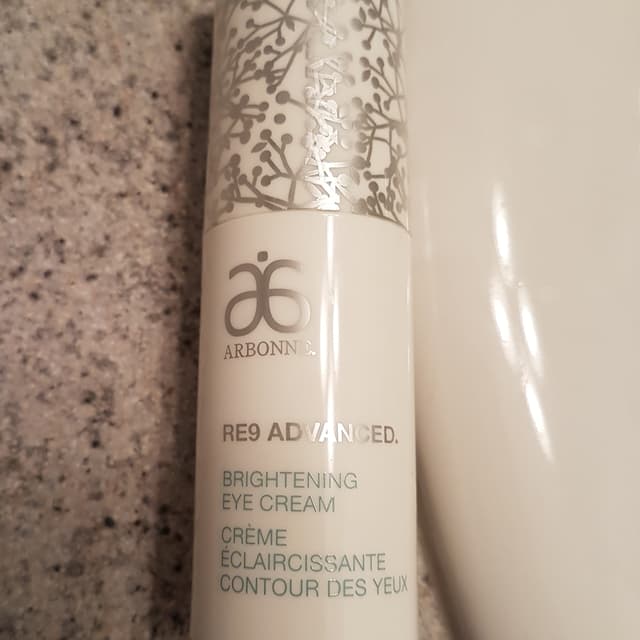 ARBONNE
RE9 ADVANCED.
BRIGHTENING
EYE CREAM
CRÈME
ÉCLAIRCISSANTE
CONTOUR DES YEUX